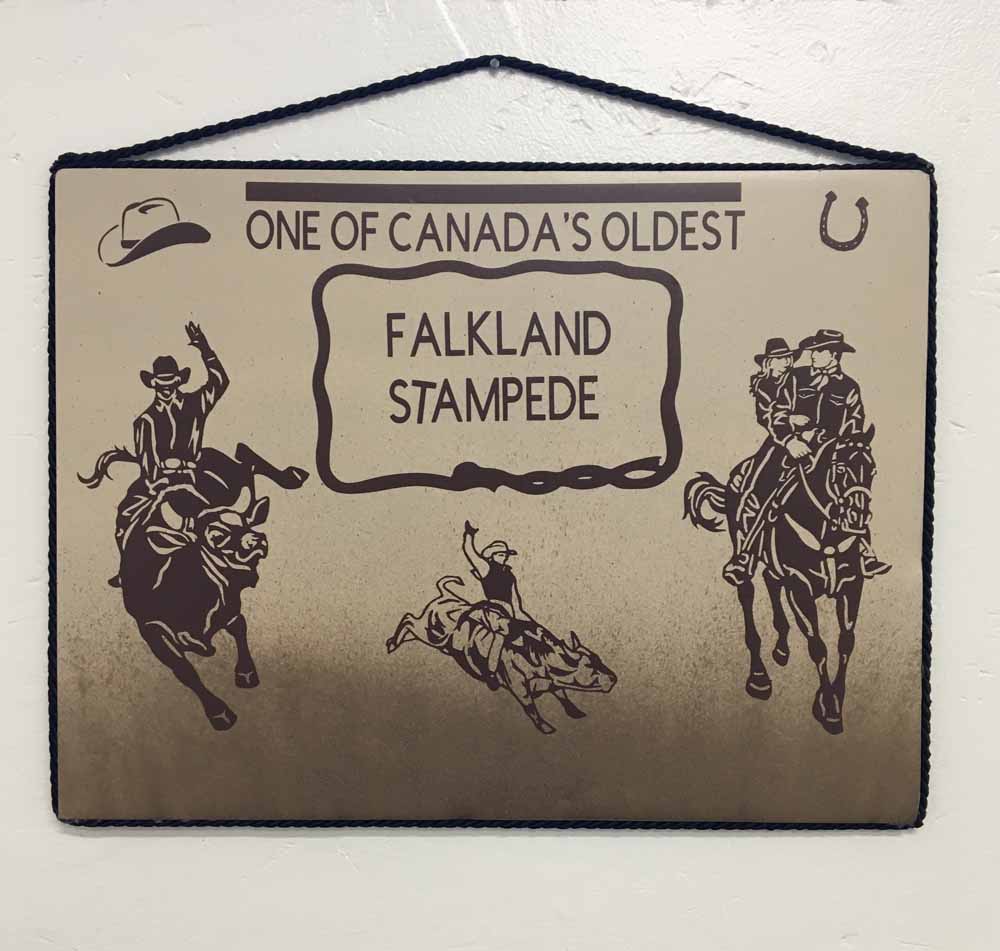 ONE OF CANADA'S OLDEST
FALKLAND
STAMPEDE